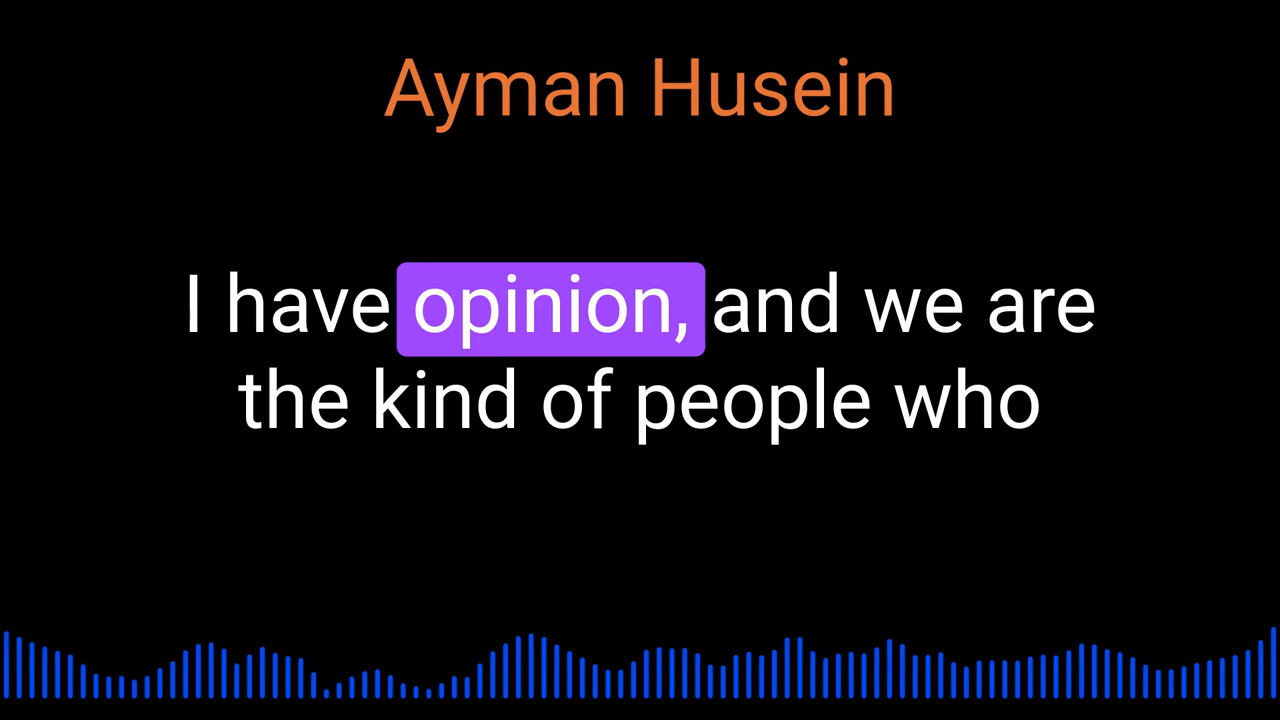 Ayman Husein
I have opinion, and we are
the kind of people who